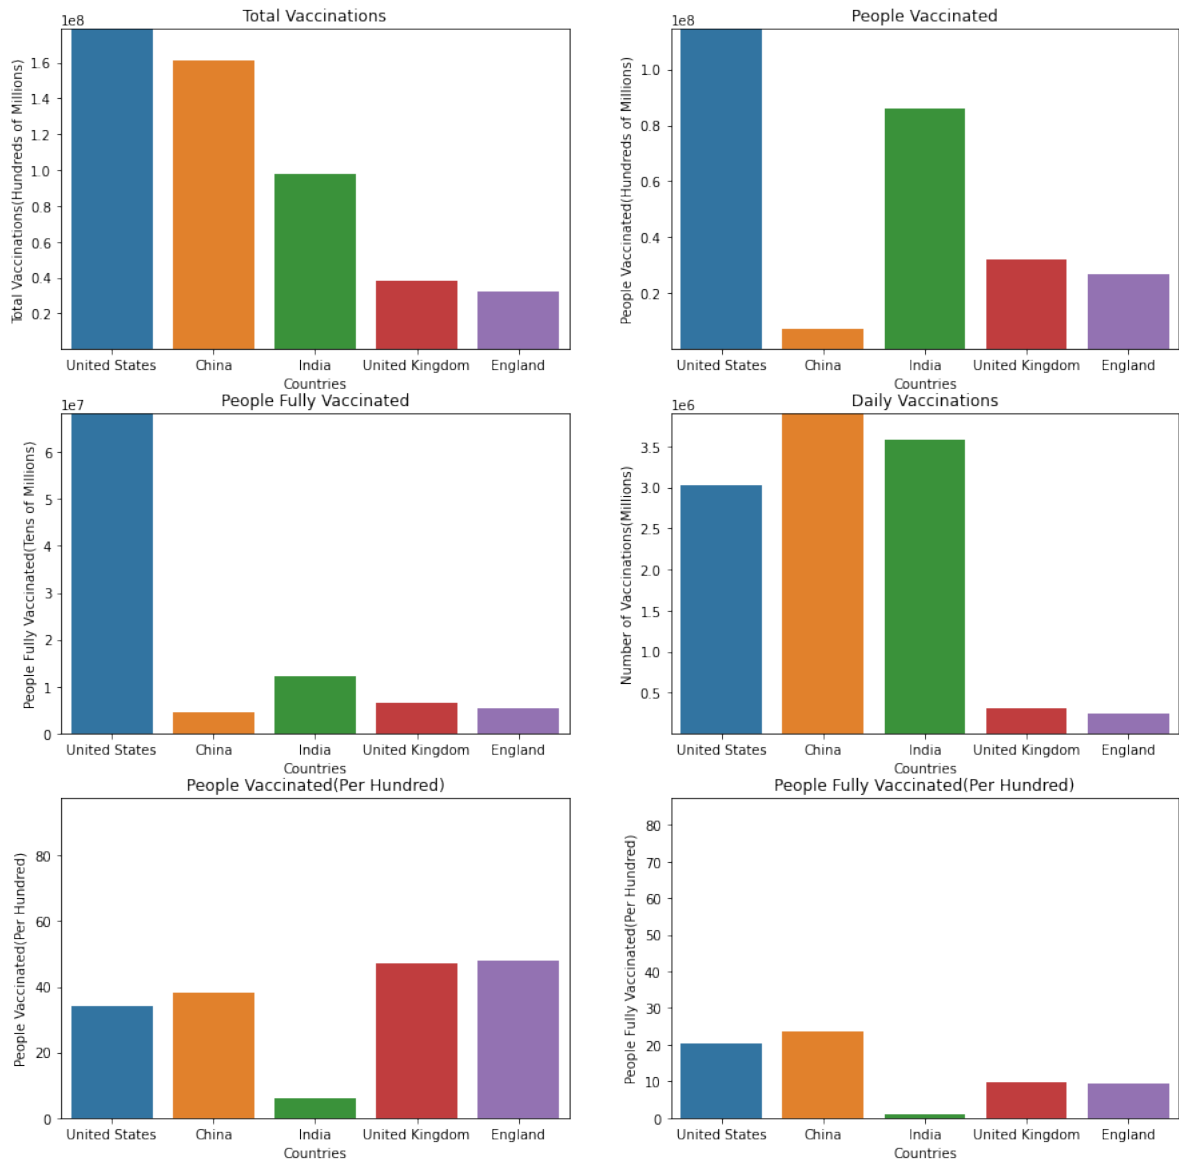 Total Vaccinations
1e8
Total Vaccinations(Hundreds of Millions)
1.6
1.4
1.2
1.0
0.8
0.6
0.4
0.2
United States China India United Kingdom England
Countries
People Vaccinated
1e8
People Vaccinated(Hundreds of Millions)
1.0
0.8
0.6
0.4
0.2
United States China India United Kingdom England
Countries
People Fully Vaccinated
1e7
People Fully Vaccinated(Tens of Millions)
6
5
4
3
2
1
0
United States China India United Kingdom England
Countries
Daily Vaccinations
1e6
Number of Vaccinations(Millions)
3.5
3.0
2.5
2.0
1.5
1.0
0.5
United States China India United Kingdom England
Countries
People Vaccinated(Per Hundred)
People Vaccinated(Per Hundred)
80
60
40
20
0
United States China India United Kingdom England
Countries
People Fully Vaccinated(Per Hundred)
People Fully Vaccinated(Per Hundred)
80
70
60
50
40
30
20
10
0
United States China India United Kingdom England
Countries